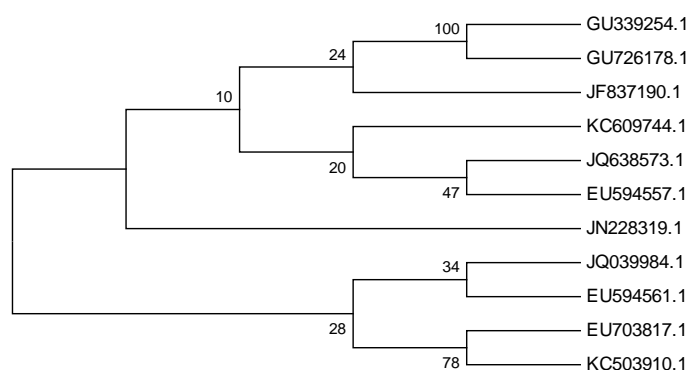 GU339254.1
100
GU726178.1
24
JF837190.1
10
KC609744.1
20
JQ638573.1
47
EU594557.1
JN228319.1
JQ039984.1
34
EU594561.1
28
EU703817.1
78
KC503910.1